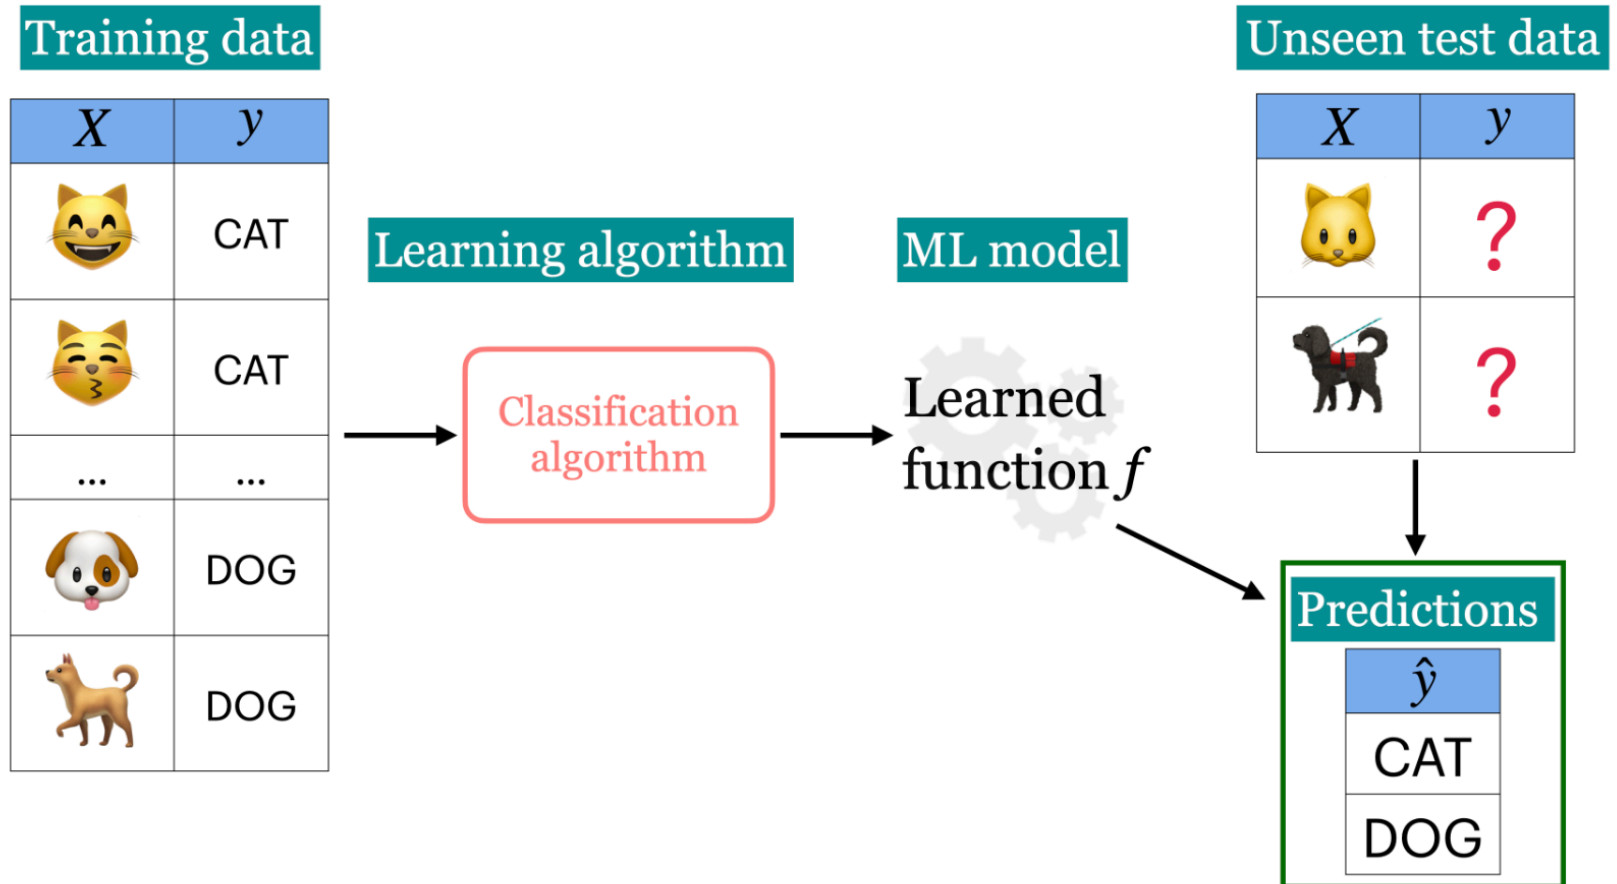 Training data
X y
CAT
CAT
... ...
DOG
DOG
Learning algorithm
Classification
algorithm
ML model
Learned
function f
Unseen test data
X y
?
?
Predictions
ŷ
CAT
DOG